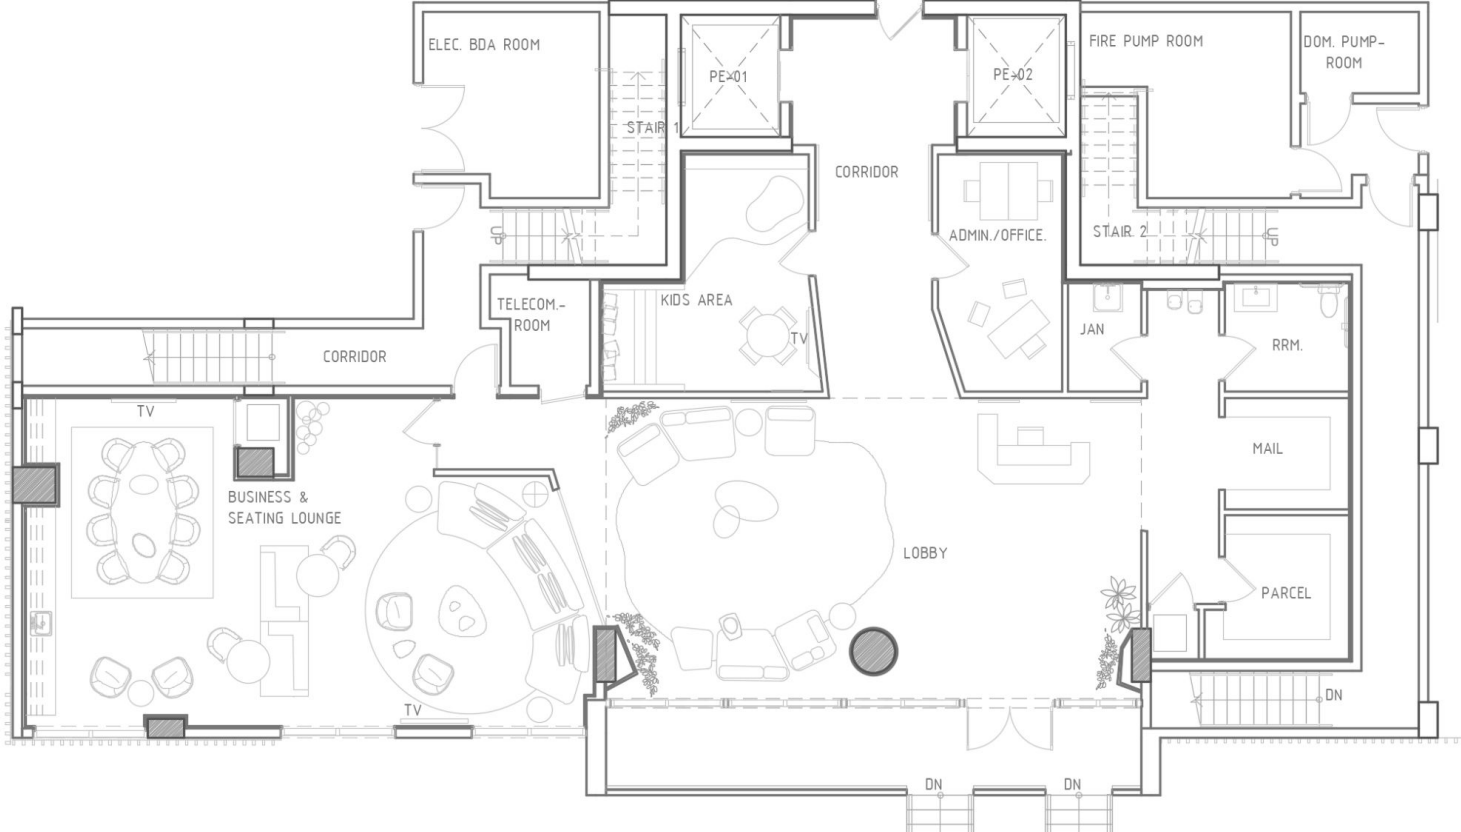 ELEC. BDA ROOM
PE-01
PE-02
FIRE PUMP ROOM
DOM. PUMP-
ROOM
STAIR 1
CORRIDOR
UP
ADMIN./OFFICE.
STAIR 2
UP
TELECOM.-
ROOM
KIDS AREA
TV
JAN
RRM.
CORRIDOR
TV
MAIL
BUSINESS &
SEATING LOUNGE
LOBBY
PARCEL
TV
DN
DN
DN